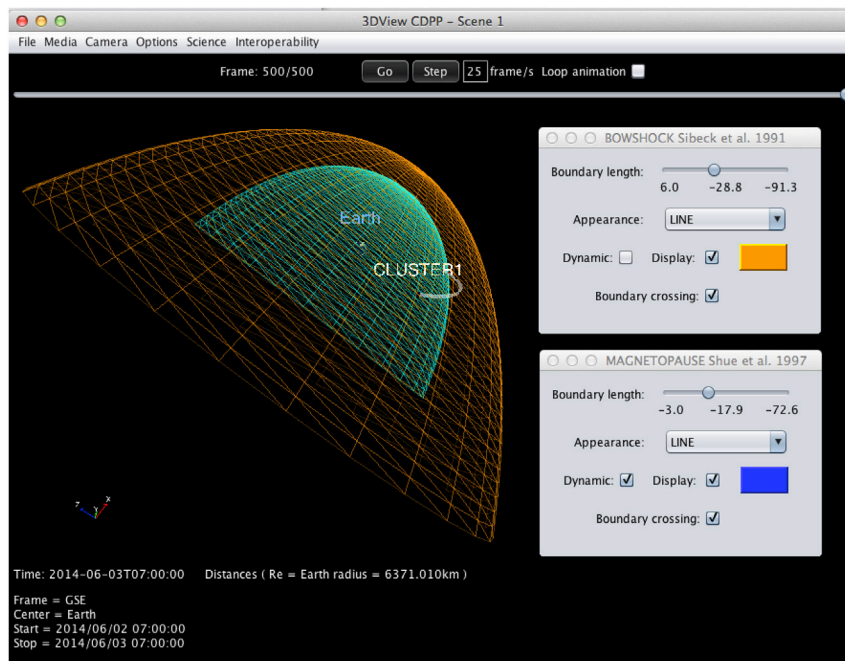 3DView CDPP – Scene 1
File Media Camera Options Science Interoperability
Frame: 500/500 Go Step 25 frame/s Loop animation
BOWSHOCK Sibeck et al. 1991
Boundary length:
6.0 −28.8 −91.3
Appearance: LINE
Dynamic: Display:
Boundary crossing:
Earth
CLUSTER1
MAGNETOPAUSE Shue et al. 1997
Boundary length:
−3.0 −17.9 −72.6
Appearance: LINE
Dynamic: Display:
Boundary crossing:
Z Y X
Time: 2014−06−03T07:00:00 Distances ( Re = Earth radius = 6371.010km )
Frame = GSE
Center = Earth
Start = 2014/06/02 07:00:00
Stop = 2014/06/03 07:00:00